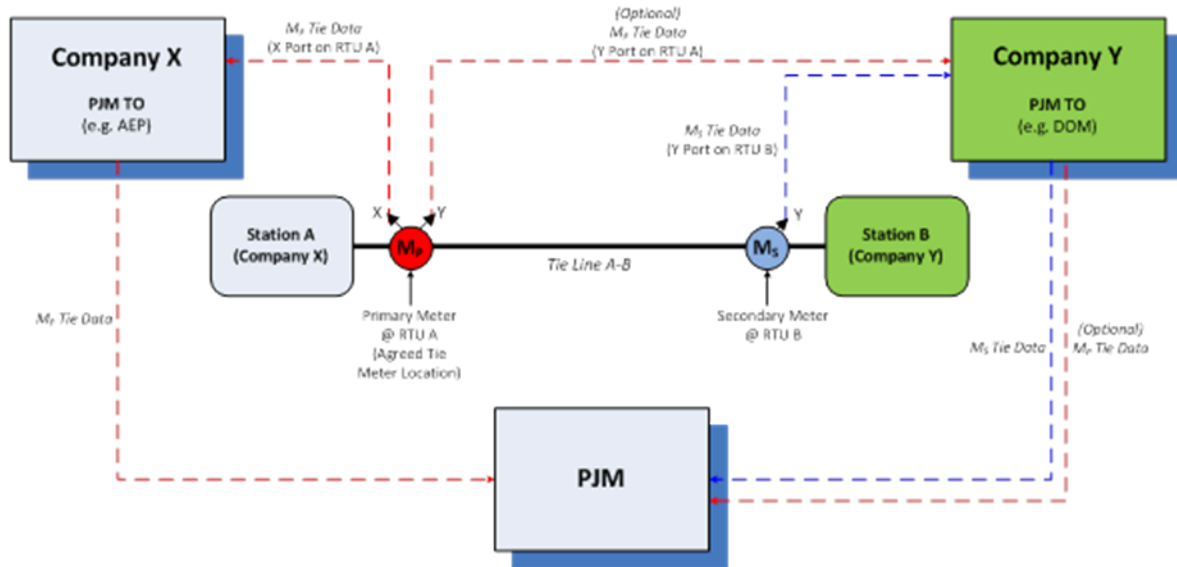 Company X
PJM TO
(e.g. AEP)
Mₚ Tie Data
(X Port on RTU A)
(Optional)
Mₚ Tie Data
(Y Port on RTU A)
Company Y
PJM TO
(e.g. DOM)
Mₛ Tie Data
(Y Port on RTU B)
Station A
(Company X)
X
Y
Mₚ
Tie Line A-B
Y
Mₛ
Station B
(Company Y)
Primary Meter
@ RTU A
(Agreed Tie
Meter Location)
Secondary Meter
@ RTU B
Mₚ Tie Data
Mₛ Tie Data
(Optional)
Mₚ Tie Data
PJM